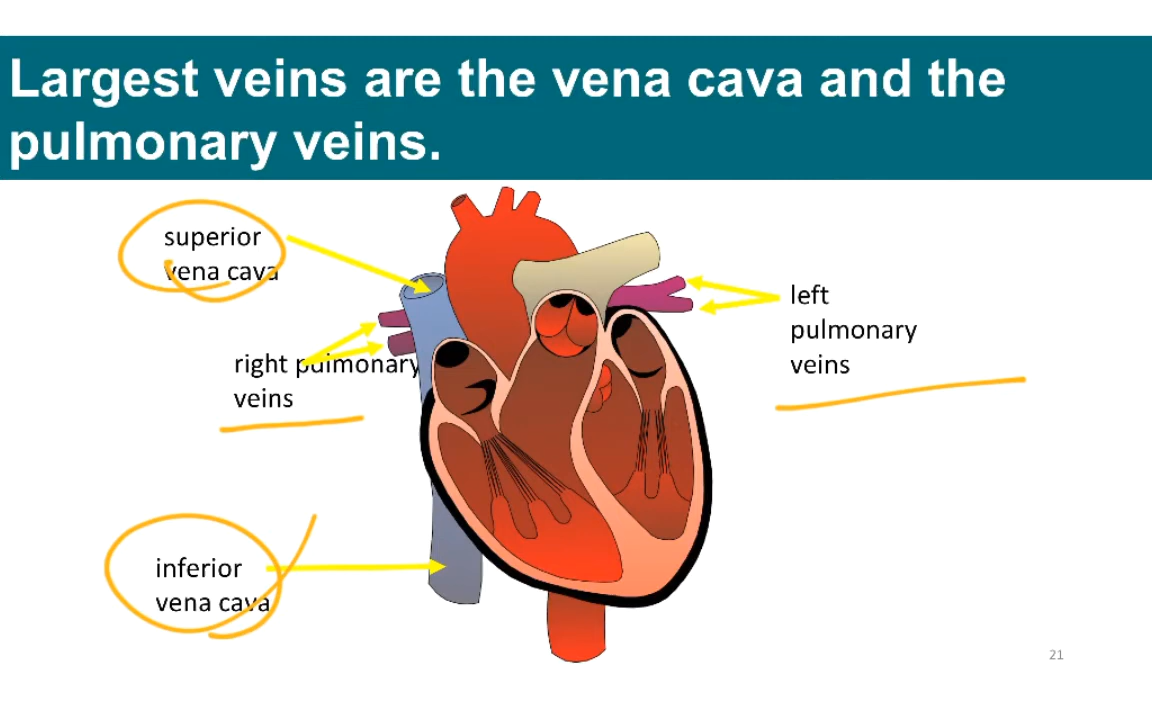 Largest veins are the vena cava and the
pulmonary veins.
superior
vena cava
left
pulmonary
veins
right pulmonary
veins
inferior
vena cava
21